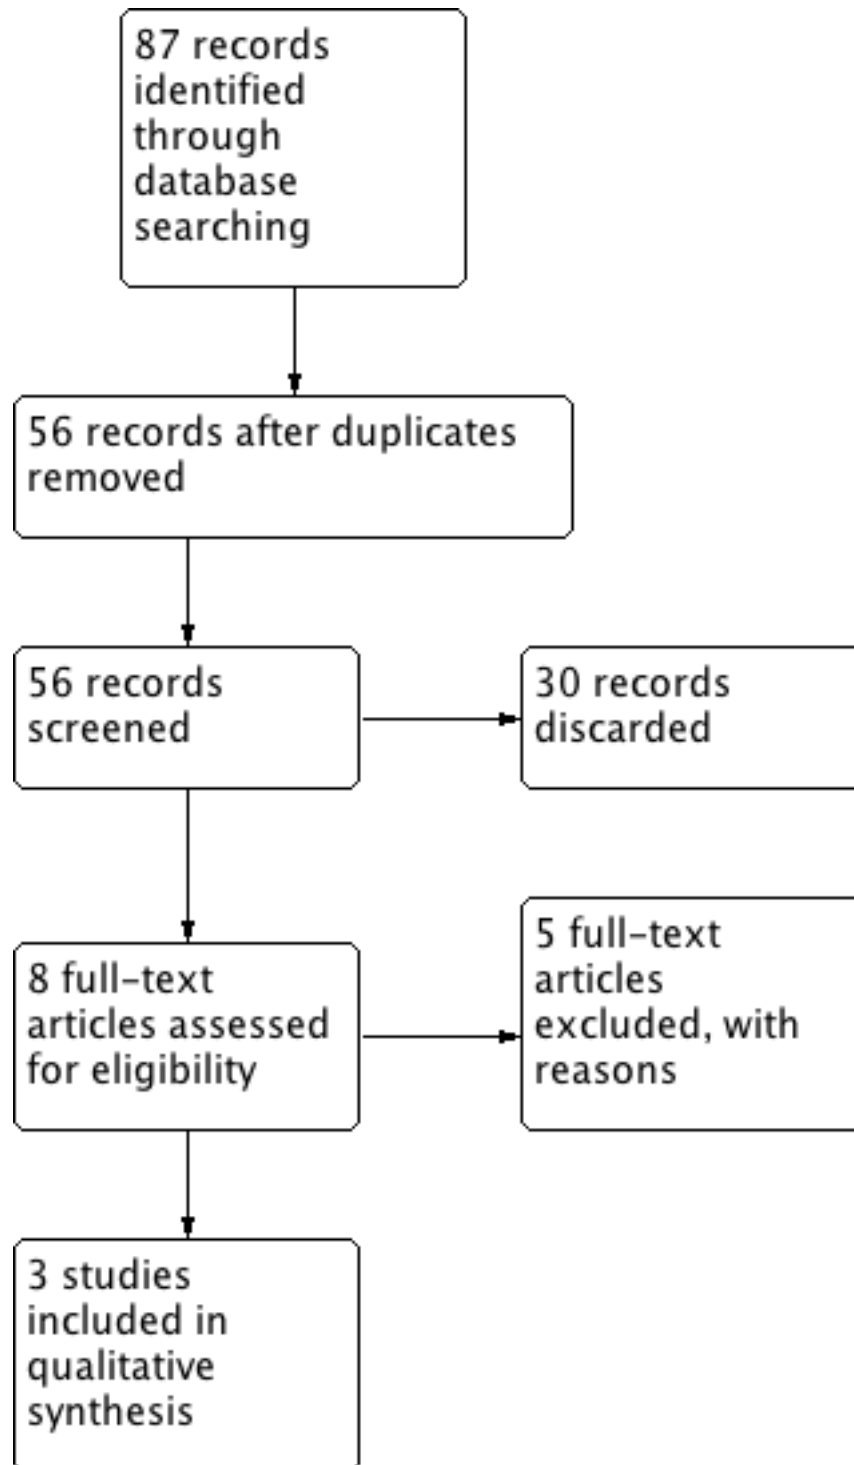 87 records
identified
through
database
searching
56 records after duplicates
removed
56 records
screened
30 records
discarded
8 full-text
articles assessed
for eligibility
5 full-text
articles
excluded, with
reasons
3 studies
included in
qualitative
synthesis